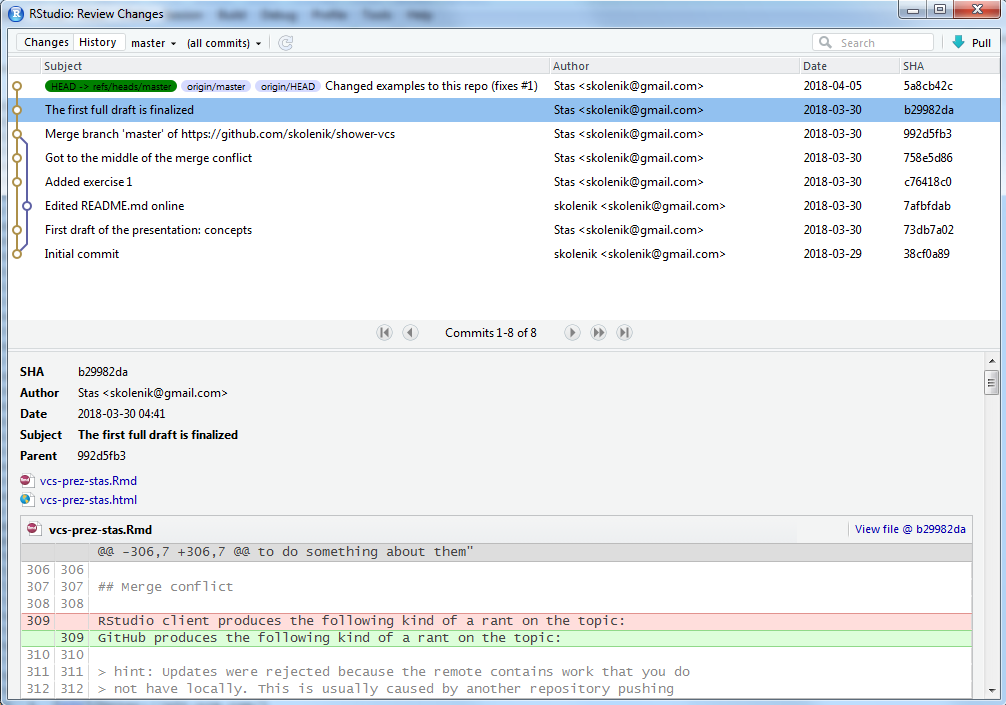 RStudio: Review Changes
Changes History master (all commits) Search Pull
Subject Author Date SHA
HEAD -> refs/heads/master origin/master origin/HEAD Changed examples to this repo (fixes #1) Stas <skolenik@gmail.com> 2018-04-05 5a8cb42c
The first full draft is finalized Stas <skolenik@gmail.com> 2018-03-30 b29982da
Merge branch 'master' of https://github.com/skolenik/shower-vcs Stas <skolenik@gmail.com> 2018-03-30 992d5fb3
Got to the middle of the merge conflict Stas <skolenik@gmail.com> 2018-03-30 758e5d86
Added exercise 1 Stas <skolenik@gmail.com> 2018-03-30 c76418c0
Edited README.md online skolenik <skolenik@gmail.com> 2018-03-30 7afbfdab
First draft of the presentation: concepts Stas <skolenik@gmail.com> 2018-03-30 73db7a02
Initial commit skolenik <skolenik@gmail.com> 2018-03-29 38cf0a89
Commits 1-8 of 8
SHA b29982da
Author Stas <skolenik@gmail.com>
Date 2018-03-30 04:41
Subject The first full draft is finalized
Parent 992d5fb3
vcs-prez-stas.Rmd
vcs-prez-stas.html
vcs-prez-stas.Rmd View file @ b29982da
@@ -306,7 +306,7 @@ to do something about them"
306 306
307 307 ## Merge conflict
308 308
309 RStudio client produces the following kind of a rant on the topic:
309 GitHub produces the following kind of a rant on the topic:
310 310
311 311 > hint: Updates were rejected because the remote contains work that you do
312 312 > not have locally. This is usually caused by another repository pushing